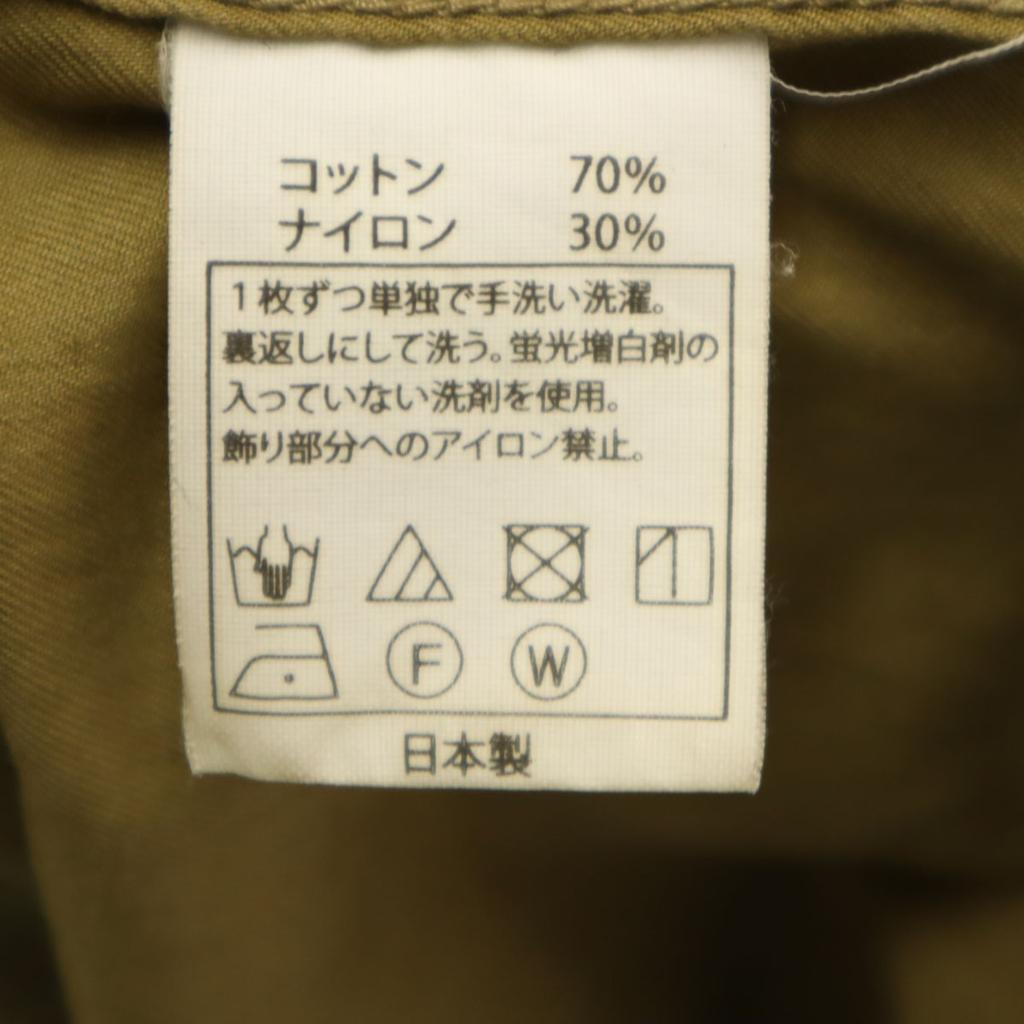 コットン 70%
ナイロン 30%
1枚ずつ単独で手洗い洗濯。
裏返しにして洗う。蛍光増白剤の
入っていない洗剤を使用。
飾り部分へのアイロン禁止。
F W
日本製